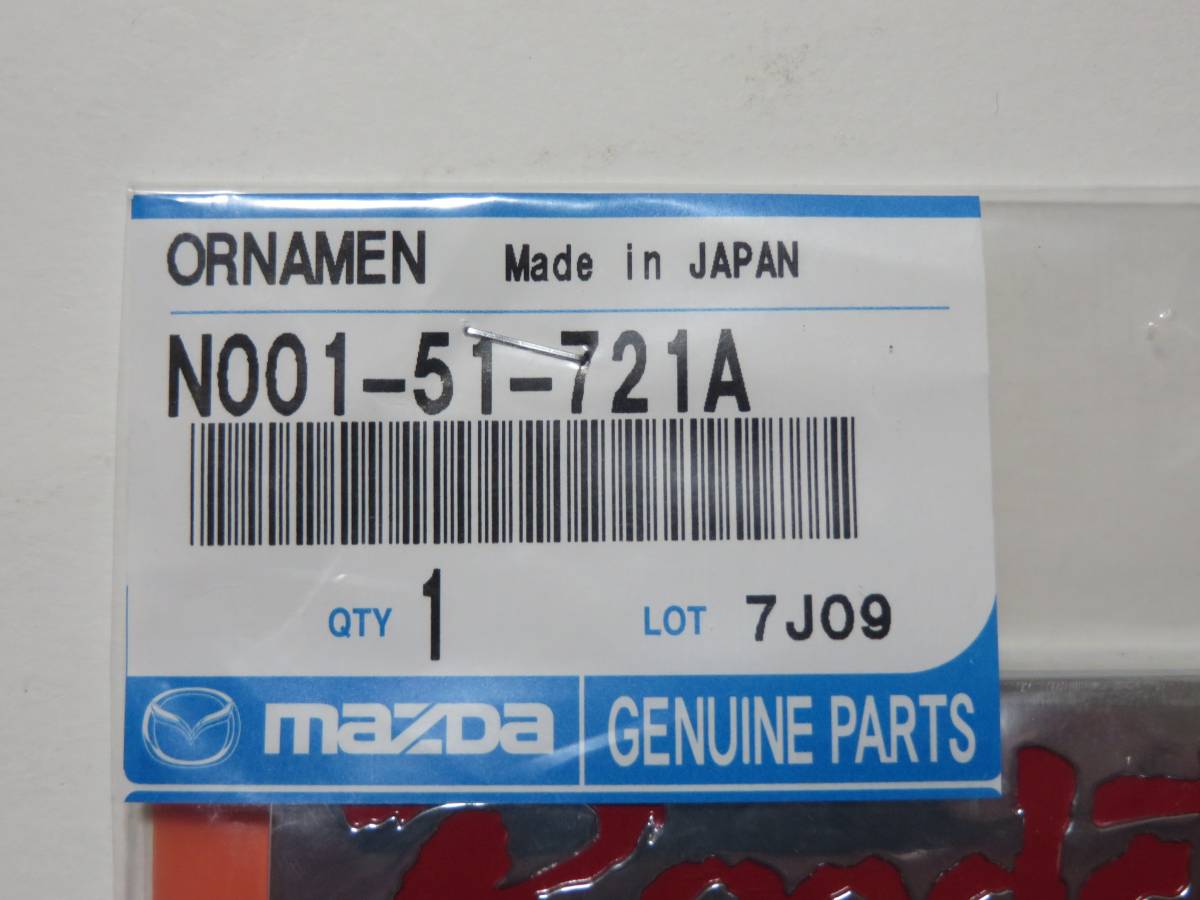 ORNAMEN Made in JAPAN
N001-51-721A
QTY 1 LOT 7J09
mazDa GENUINE PARTS